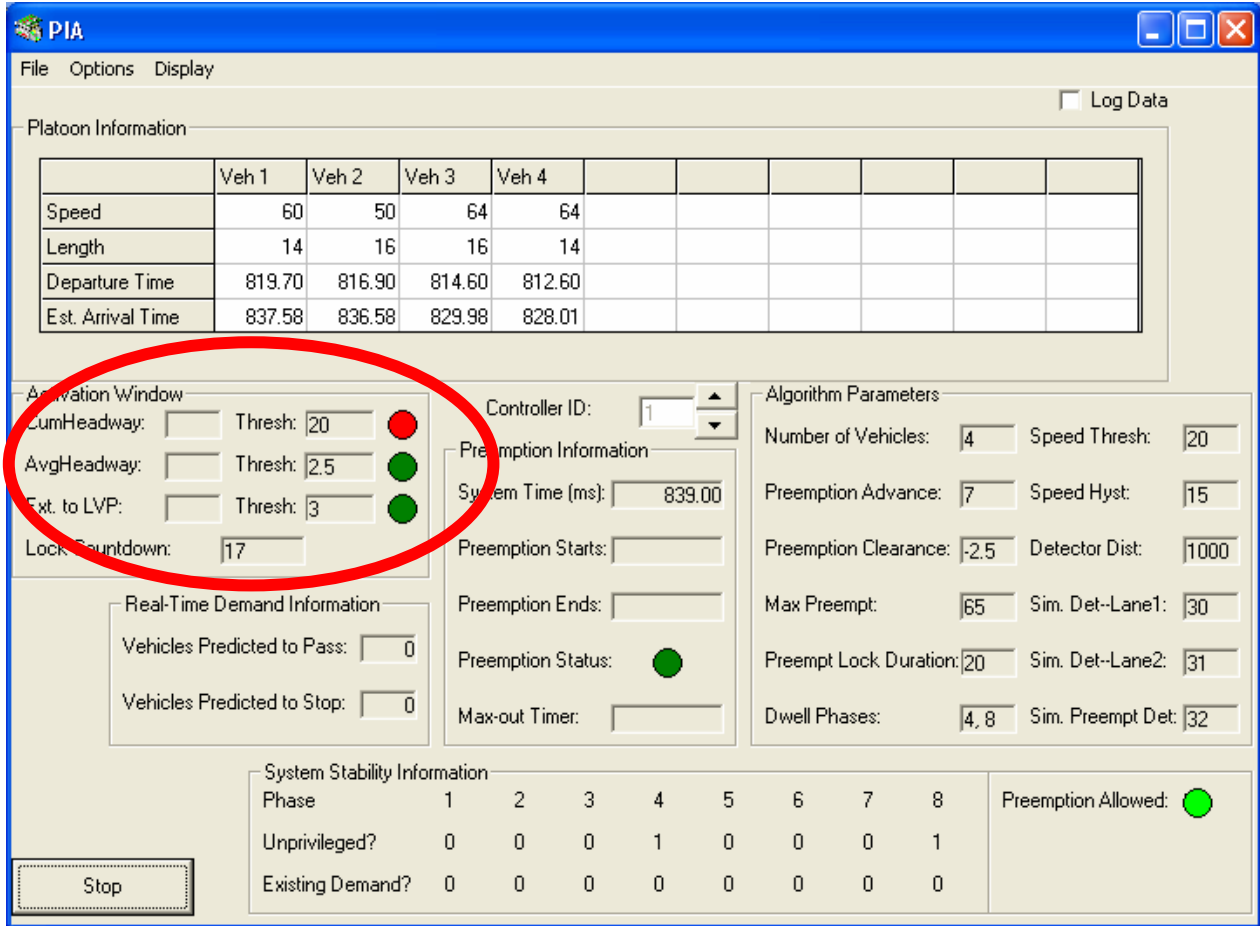 PIA
File Options Display
Log Data
Platoon Information
Veh 1 Veh 2 Veh 3 Veh 4
Speed 60 50 64 64
Length 14 16 16 14
Departure Time 819.70 816.90 814.60 812.60
Est. Arrival Time 837.58 836.58 829.98 828.01
Activation Window
CumHeadway: Thresh: 20
AvgHeadway: Thresh: 2.5
Ext. to LVP: Thresh: 3
Lock Countdown: 17
Real-Time Demand Information
Vehicles Predicted to Pass: 0
Vehicles Predicted to Stop: 0
Controller ID: 1
Preemption Information
System Time (ms): 839.00
Preemption Starts:
Preemption Ends:
Preemption Status:
Max-out Timer:
Algorithm Parameters
Number of Vehicles: 4 Speed Thresh: 20
Preemption Advance: 7 Speed Hyst: 15
Preemption Clearance: -2.5 Detector Dist: 1000
Max Preempt: 65 Sim. Det--Lane1: 30
Preempt Lock Duration: 20 Sim. Det--Lane2: 31
Dwell Phases: 4, 8 Sim. Preempt Det: 32
System Stability Information
Phase 1 2 3 4 5 6 7 8
Unprivileged? 0 0 0 1 0 0 0 1
Existing Demand? 0 0 0 0 0 0 0 0
Preemption Allowed:
Stop